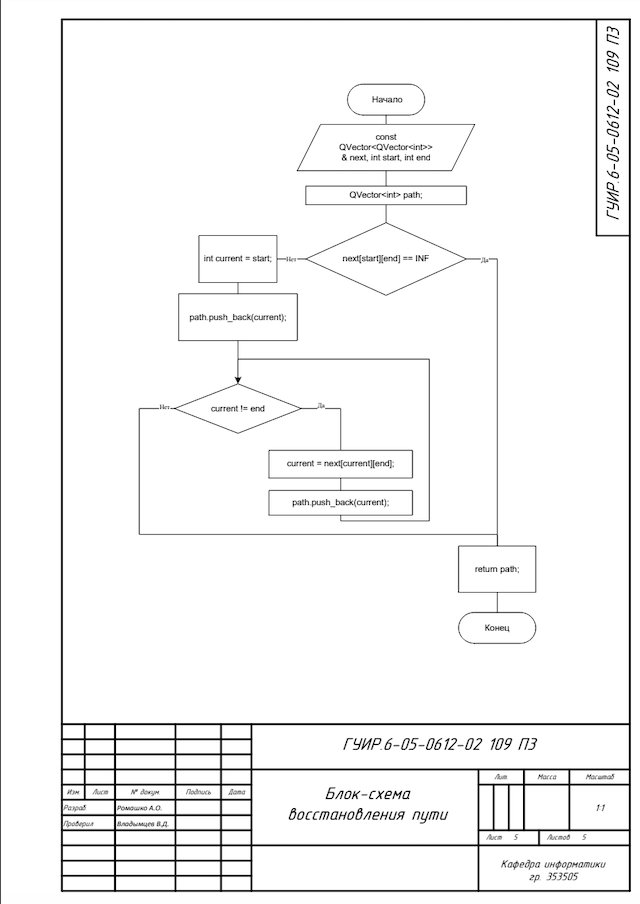 ГУИР.6-05-0612-02 109 ПЗ
Начало
const
QVector<QVector<int>>
& next, int start, int end
QVector<int> path;
next[start][end] == INF
Нет
Да
int current = start;
path.push_back(current);
current != end
Нет
Да
current = next[current][end];
path.push_back(current);
return path;
Конец
ГУИР.6-05-0612-02 109 ПЗ
Изм Лист № докум Подпись Дата
Разраб Ромашко А.О.
Проверил Владымцев В.Д.
Блок-схема
восстановления пути
Лит Масса Масштаб
1:1
Лист 5 Листов 5
Кафедра информатики
гр. 353505